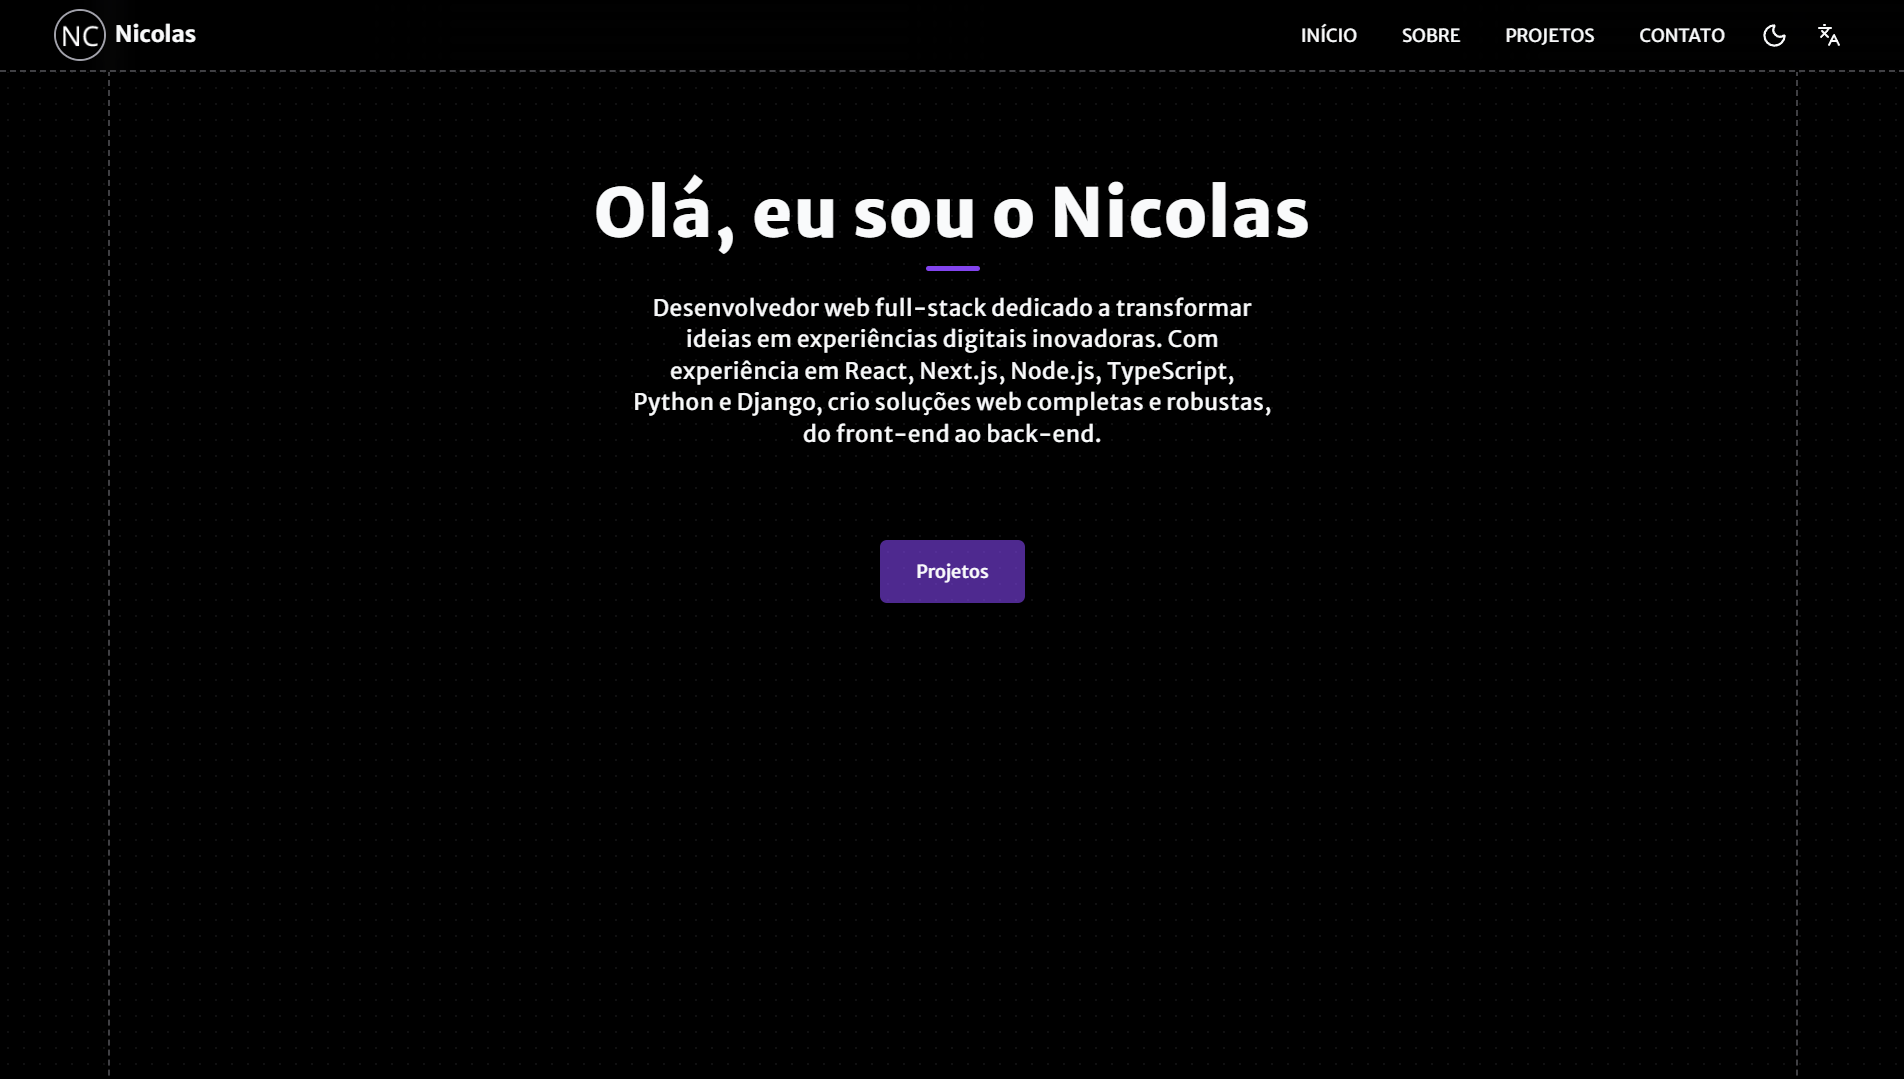 NC Nicolas
INÍCIO SOBRE PROJETOS CONTATO
Olá, eu sou o Nicolas
Desenvolvedor web full-stack dedicado a transformar
ideias em experiências digitais inovadoras. Com
experiência em React, Next.js, Node.js, TypeScript,
Python e Django, crio soluções web completas e robustas,
do front-end ao back-end.
Projetos